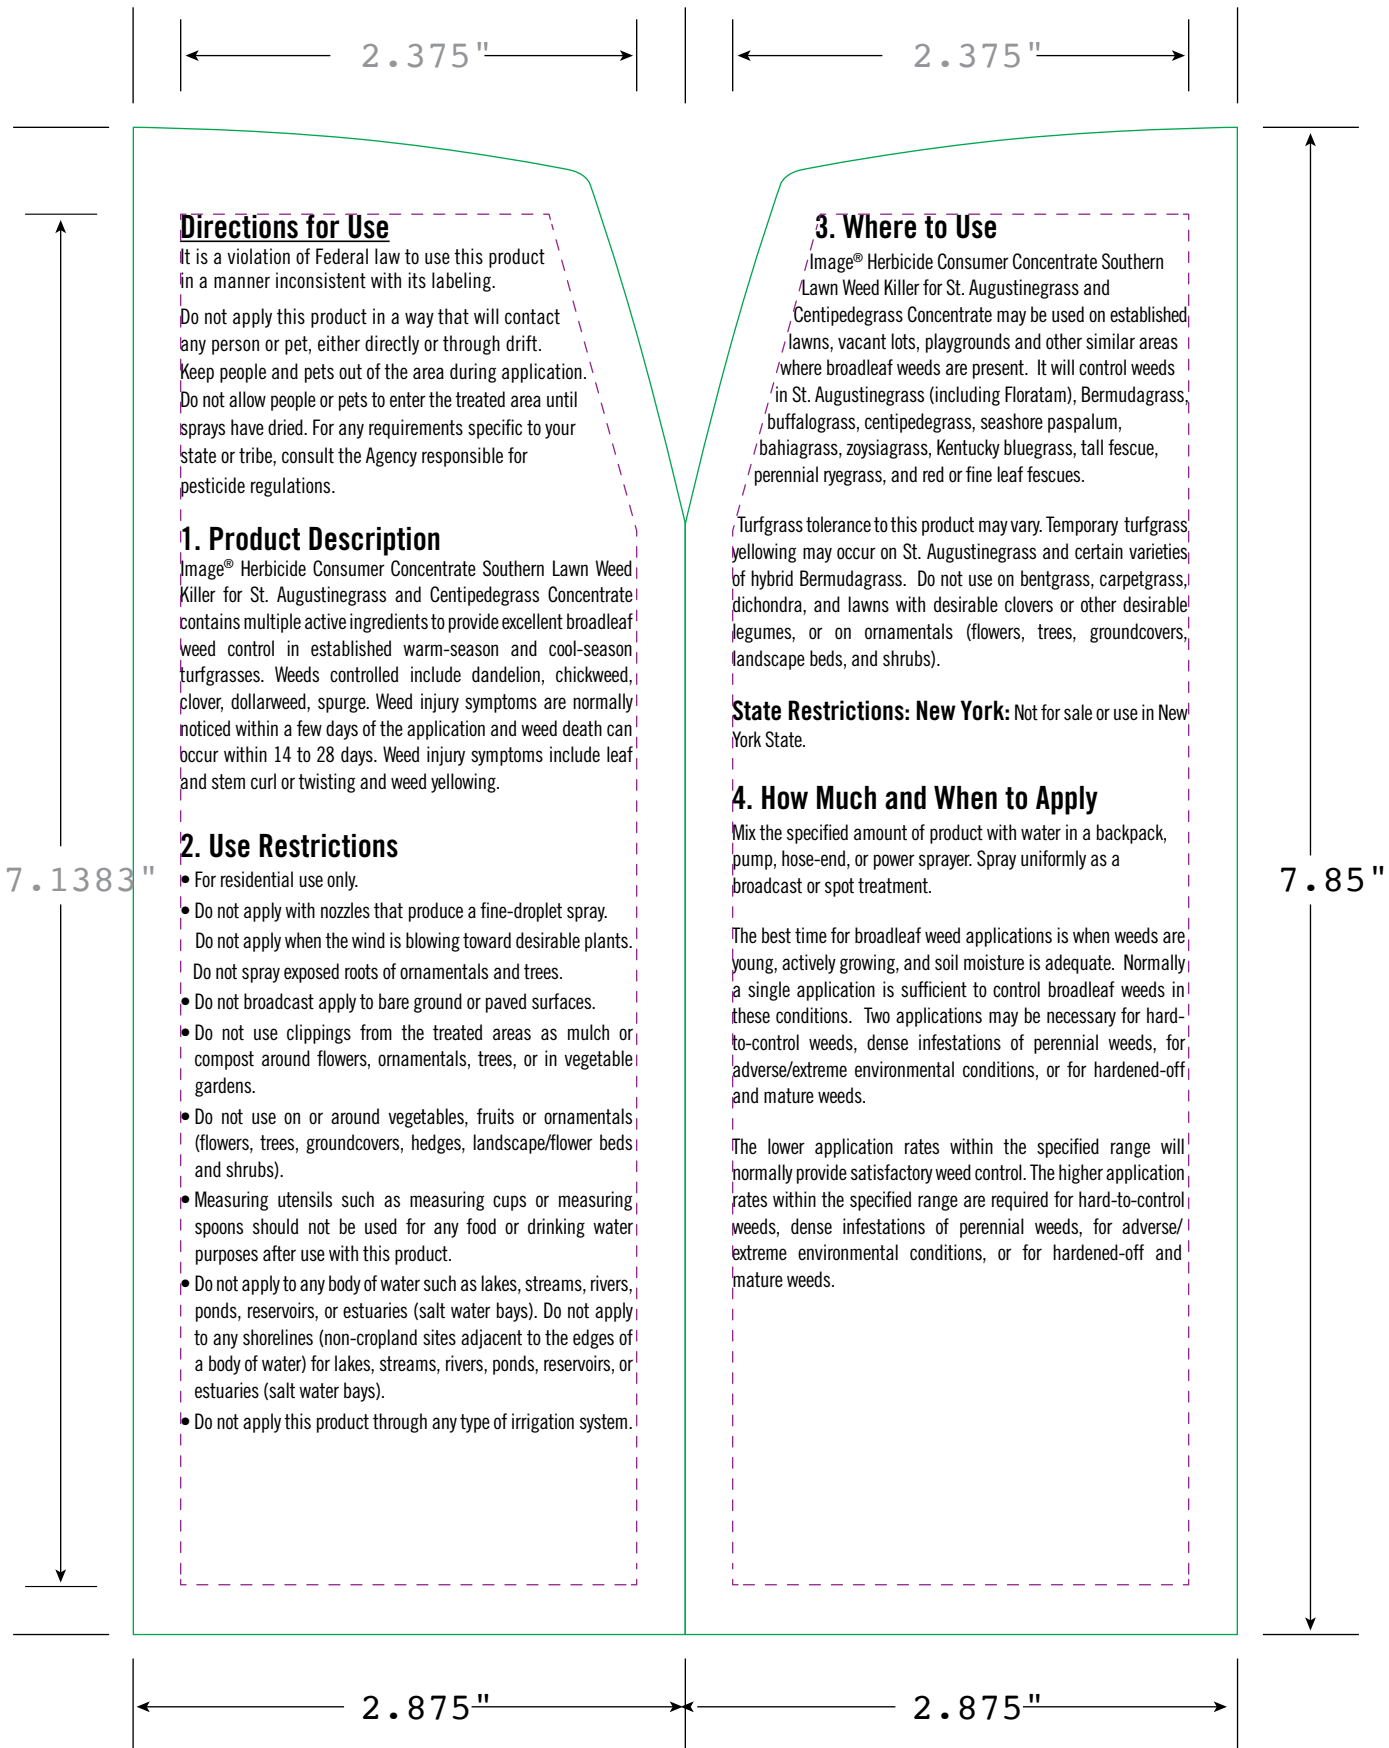 2.375"
2.375"
Directions for Use
It is a violation of Federal law to use this product
in a manner inconsistent with its labeling.
Do not apply this product in a way that will contact
any person or pet, either directly or through drift.
Keep people and pets out of the area during application.
Do not allow people or pets to enter the treated area until
sprays have dried. For any requirements specific to your
state or tribe, consult the Agency responsible for
pesticide regulations.
1. Product Description
Image® Herbicide Consumer Concentrate Southern Lawn Weed
Killer for St. Augustinegrass and Centipedegrass Concentrate
contains multiple active ingredients to provide excellent broadleaf
weed control in established warm-season and cool-season
turfgrasses. Weeds controlled include dandelion, chickweed,
clover, dollarweed, spurge. Weed injury symptoms are normally
noticed within a few days of the application and weed death can
occur within 14 to 28 days. Weed injury symptoms include leaf
and stem curl or twisting and weed yellowing.
2. Use Restrictions
• For residential use only.
• Do not apply with nozzles that produce a fine-droplet spray.
Do not apply when the wind is blowing toward desirable plants.
Do not spray exposed roots of ornamentals and trees.
• Do not broadcast apply to bare ground or paved surfaces.
• Do not use clippings from the treated areas as mulch or
compost around flowers, ornamentals, trees, or in vegetable
gardens.
• Do not use on or around vegetables, fruits or ornamentals
(flowers, trees, groundcovers, hedges, landscape/flower beds
and shrubs).
• Measuring utensils such as measuring cups or measuring
spoons should not be used for any food or drinking water
purposes after use with this product.
• Do not apply to any body of water such as lakes, streams, rivers,
ponds, reservoirs, or estuaries (salt water bays). Do not apply
to any shorelines (non-cropland sites adjacent to the edges of
a body of water) for lakes, streams, rivers, ponds, reservoirs, or
estuaries (salt water bays).
• Do not apply this product through any type of irrigation system.
3. Where to Use
Image® Herbicide Consumer Concentrate Southern
Lawn Weed Killer for St. Augustinegrass and
Centipedegrass Concentrate may be used on established
lawns, vacant lots, playgrounds and other similar areas
where broadleaf weeds are present. It will control weeds
in St. Augustinegrass (including Floratam), Bermudagrass,
buffalograss, centipedegrass, seashore paspalum,
bahiagrass, zoysiagrass, Kentucky bluegrass, tall fescue,
perennial ryegrass, and red or fine leaf fescues.
Turfgrass tolerance to this product may vary. Temporary turfgrass
yellowing may occur on St. Augustinegrass and certain varieties
of hybrid Bermudagrass. Do not use on bentgrass, carpetgrass,
dichondra, and lawns with desirable clovers or other desirable
legumes, or on ornamentals (flowers, trees, groundcovers,
landscape beds, and shrubs).
State Restrictions: New York: Not for sale or use in New
York State.
4. How Much and When to Apply
Mix the specified amount of product with water in a backpack,
pump, hose-end, or power sprayer. Spray uniformly as a
broadcast or spot treatment.
The best time for broadleaf weed applications is when weeds are
young, actively growing, and soil moisture is adequate. Normally
a single application is sufficient to control broadleaf weeds in
these conditions. Two applications may be necessary for hard-
to-control weeds, dense infestations of perennial weeds, for
adverse/extreme environmental conditions, or for hardened-off
and mature weeds.
The lower application rates within the specified range will
normally provide satisfactory weed control. The higher application
rates within the specified range are required for hard-to-control
weeds, dense infestations of perennial weeds, for adverse/
extreme environmental conditions, or for hardened-off and
mature weeds.
7.1383"
7.85"
2.875"
2.875"